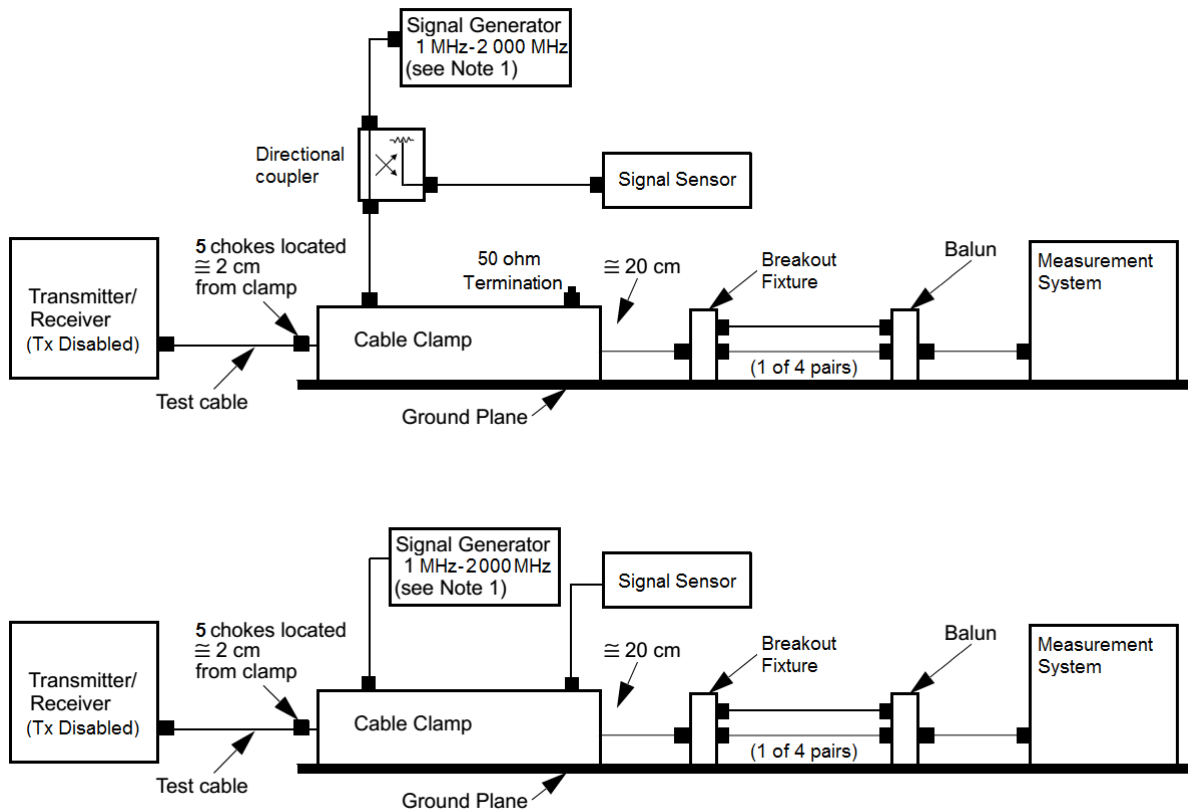 Signal Generator
1 MHz-2 000 MHz
(see Note 1)
Directional
coupler
Signal Sensor
5 chokes located
≅ 2 cm
from clamp
50 ohm
Termination
≅ 20 cm
Breakout
Fixture
Balun
Measurement
System
Transmitter/
Receiver
(Tx Disabled)
Cable Clamp
(1 of 4 pairs)
Test cable
Ground Plane
Signal Generator
1 MHz-2000 MHz
(see Note 1)
Signal Sensor
5 chokes located
≅ 2 cm
from clamp
≅ 20 cm
Breakout
Fixture
Balun
Measurement
System
Transmitter/
Receiver
(Tx Disabled)
Cable Clamp
(1 of 4 pairs)
Test cable
Ground Plane